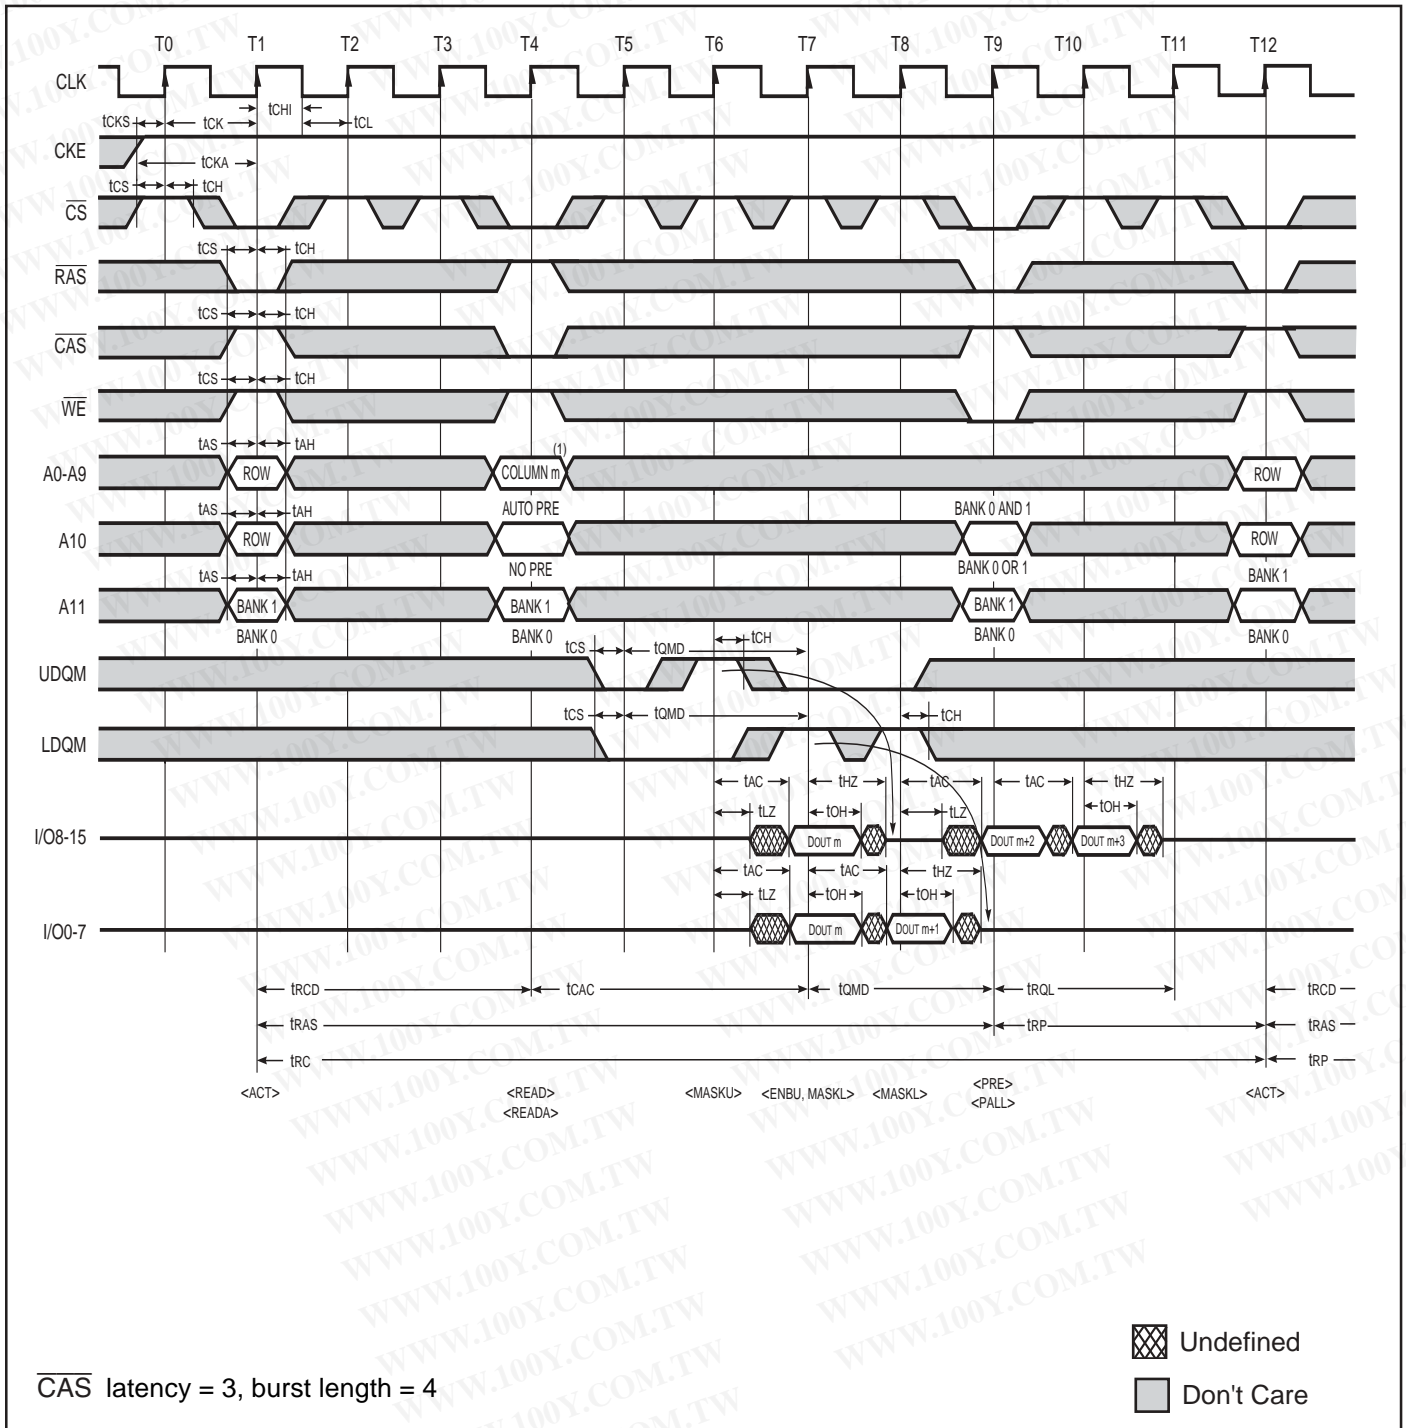 T0 T1 T2 T3 T4 T5 T6 T7 T8 T9 T10 T11 T12
CLK
tCHI
tCKS tCK tCL
CKE
tCKA
tCS tCH
CS
tCS tCH
RAS
tCS tCH
CAS
tCS tCH
WE
tAS tAH (1)
A0-A9 ROW COLUMN m ROW
tAS tAH AUTO PRE BANK 0 AND 1
A10 ROW ROW
tAS tAH NO PRE BANK 0 OR 1 BANK 1
A11 BANK 1 BANK 1 BANK 1
BANK 0 BANK 0 BANK 0 BANK 0
tCS tQMD tCH
UDQM
tCS tQMD tCH
LDQM
tAC tHZ tAC tAC tHZ
tLZ tOH tLZ tOH
I/O8-15 DOUT m DOUT m+2 DOUT m+3
tAC tAC tHZ
tLZ tOH tOH
I/O0-7 DOUT m DOUT m+1
tRCD tCAC tQMD tRQL tRCD
tRAS tRP tRAS
tRC tRP
<ACT> <READ> <MASKU> <ENBU, MASKL> <MASKL> <PRE> <ACT>
<READA> <PALL>
Undefined
CAS latency = 3, burst length = 4
Don't Care
WWW.100Y.COM.TW